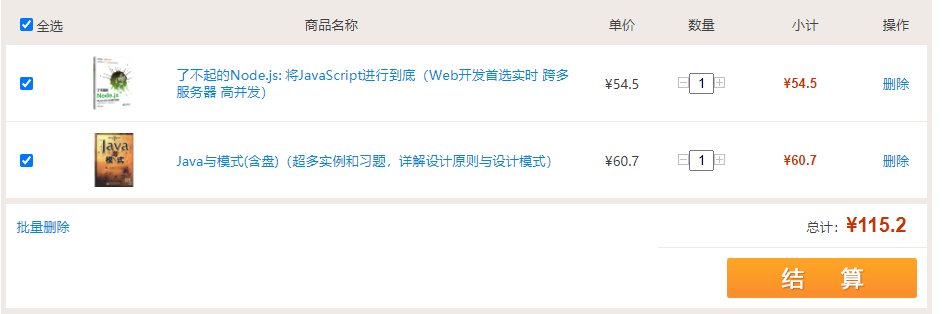 全选 商品名称 单价 数量 小计 操作
了不起的Node.js: 将JavaScript进行到底（Web开发首选实时 跨多
服务器 高并发）
¥54.5 1 ¥54.5 删除
Java与模式(含盘)（超多实例和习题，详解设计原则与设计模式）
¥60.7 1 ¥60.7 删除
批量删除
总计：¥115.2
结 算
Node.js
Java
模式